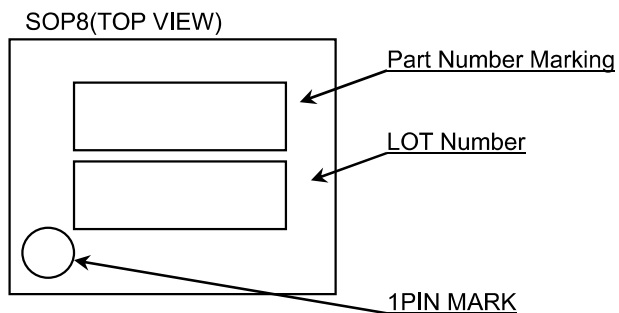 SOP8(TOP VIEW)
Part Number Marking
LOT Number
1PIN MARK